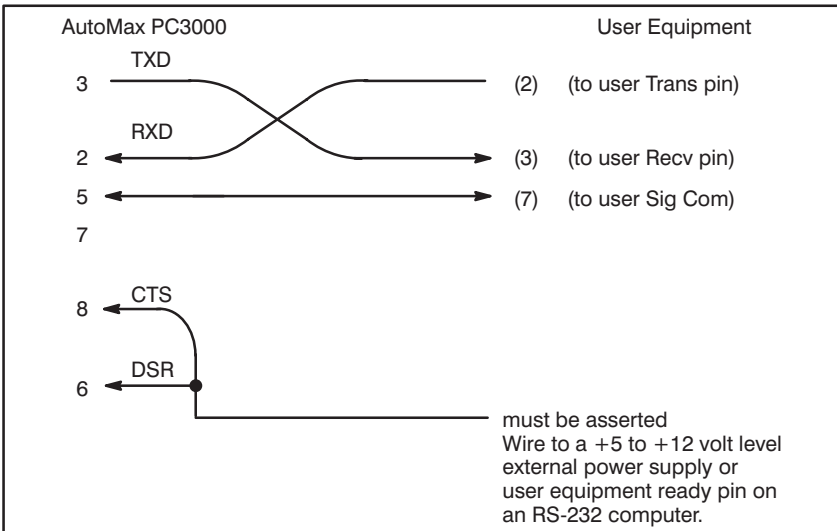 AutoMax PC3000 User Equipment
TXD
3 (2) (to user Trans pin)
RXD
2 (3) (to user Recv pin)
5 (7) (to user Sig Com)
7
CTS
8
DSR
6
must be asserted
Wire to a +5 to +12 volt level
external power supply or
user equipment ready pin on
an RS-232 computer.